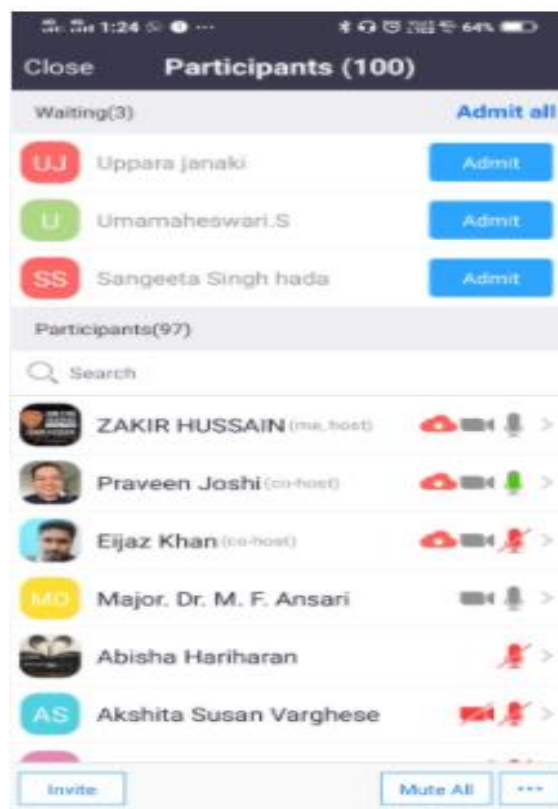 1:24 64%
Close Participants (100)
Waiting(3) Admit all
UJ Uppara janaki Admit
U Umamaheswari.S Admit
SS Sangeeta Singh hada Admit
Participants(97)
Search
ZAKIR HUSSAIN (me, host)
Praveen Joshi (co-host)
Eijaz Khan (co-host)
MD Major. Dr. M. F. Ansari
Abisha Hariharan
AS Akshita Susan Varghese
Invite Mute All ...